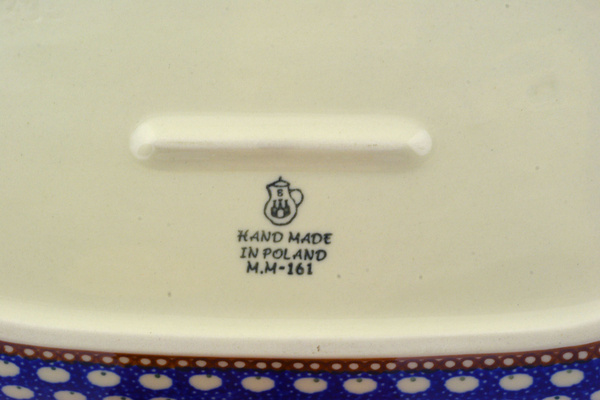 B
HAND MADE
IN POLAND
M.M-161